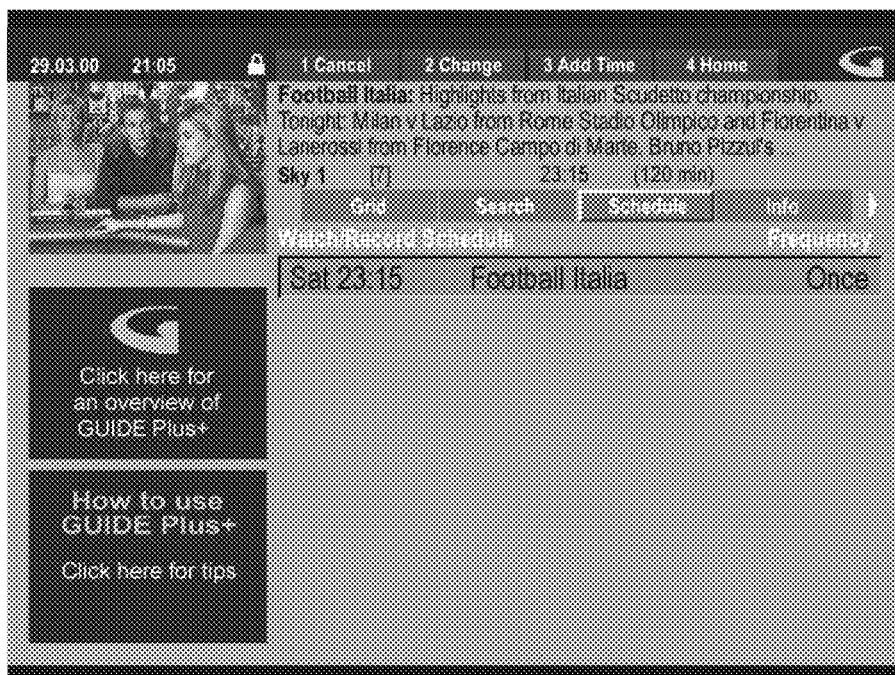 29.03.00 21:05 1 Cancel 2 Change 3 Add Time 4 Home
Football Italia: Highlights from Italian Scudetto championship.
Tonight: Milan v Lazio from Rome Stadio Olimpico and Fiorentina v
Lanerossi from Florence Campo di Marte. Bruno Pizzul's
Sky 1 [7] 23:15 (120 min)
Grid Search Schedule Info
Watch/Record Schedule Frequency
Sat 23:15 Football Italia Once
Click here for
an overview of
GUIDE Plus+
How to use
GUIDE Plus+
Click here for tips